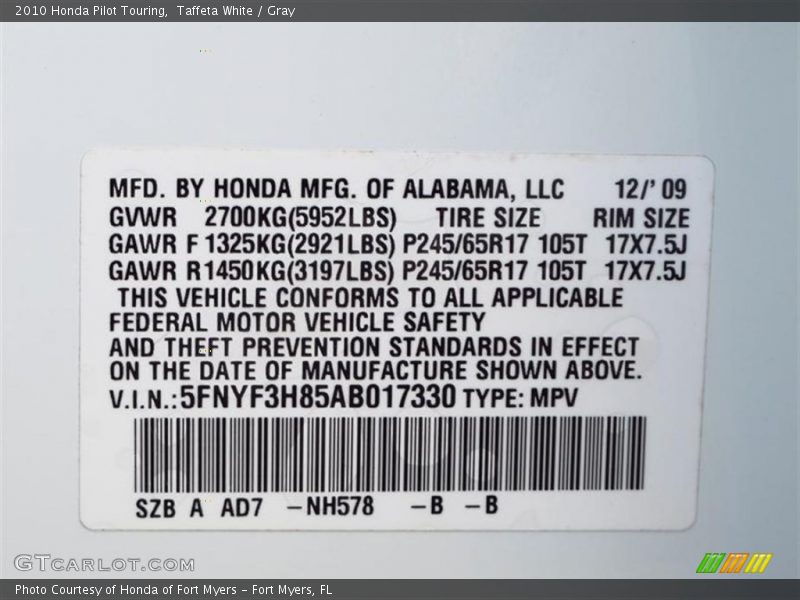 2010 Honda Pilot Touring,  Taffeta White / Gray
MFD. BY HONDA MFG. OF ALABAMA, LLC 12/'09
GVWR 2700KG(5952LBS) TIRE SIZE RIM SIZE
GAWR F 1325KG(2921LBS) P245/65R17 105T 17X7.5J
GAWR R1450KG(3197LBS) P245/65R17 105T 17X7.5J
THIS VEHICLE CONFORMS TO ALL APPLICABLE
FEDERAL MOTOR VEHICLE SAFETY
AND THEFT PREVENTION STANDARDS IN EFFECT
ON THE DATE OF MANUFACTURE SHOWN ABOVE.
V.I.N.:5FNYF3H85AB017330 TYPE: MPV
SZB A AD7 –NH578 –B –B
GTCARLOT.COM
Photo Courtesy of Honda of Fort Myers – Fort Myers, FL